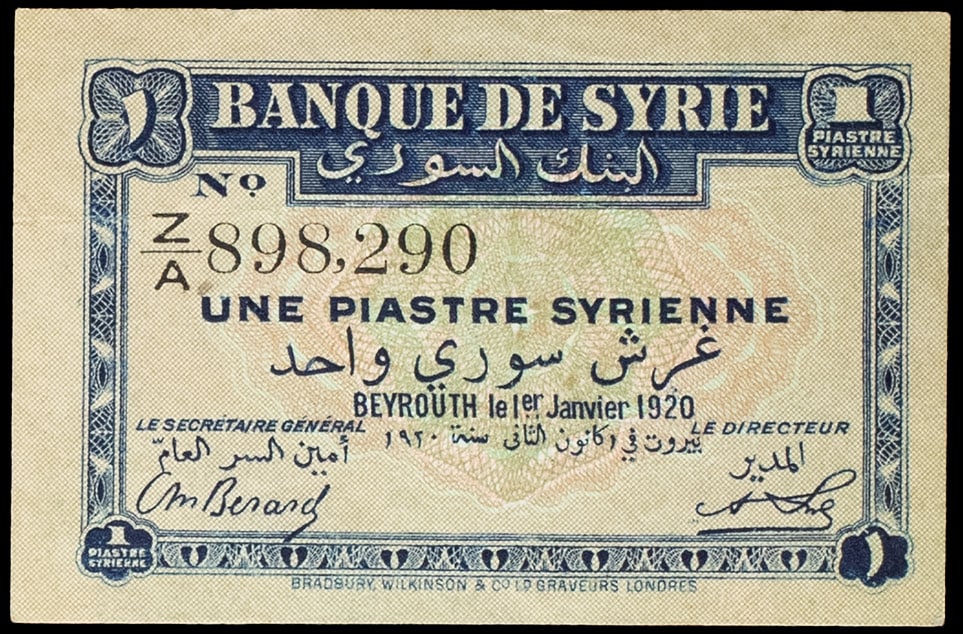 ١
BANQUE DE SYRIE
1
PIASTRE
SYRIENNE
البنك السوري
Nº
Z/A 898,290
UNE PIASTRE SYRIENNE
غرش سوري واحد
BEYROUTH le 1er Janvier 1920
بيروت في ١ كانون الثانى سنة ١٩٢٠
LE SECRÉTAIRE GÉNÉRAL
أمين السر العامّ
LE DIRECTEUR
المدير
1
PIASTRE
SYRIENNE
١
BRADBURY, WILKINSON & Cº Lᴰ GRAVEURS LONDRES